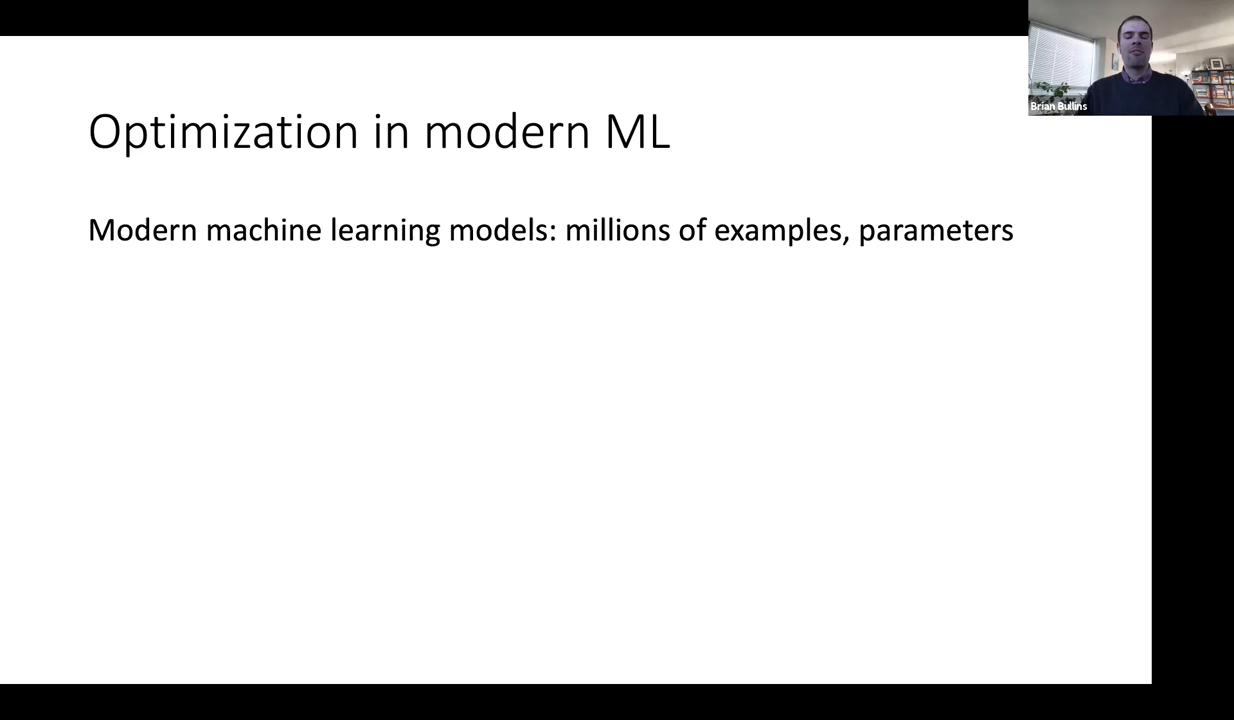 Optimization in modern ML
Modern machine learning models: millions of examples, parameters
Brian Bullins